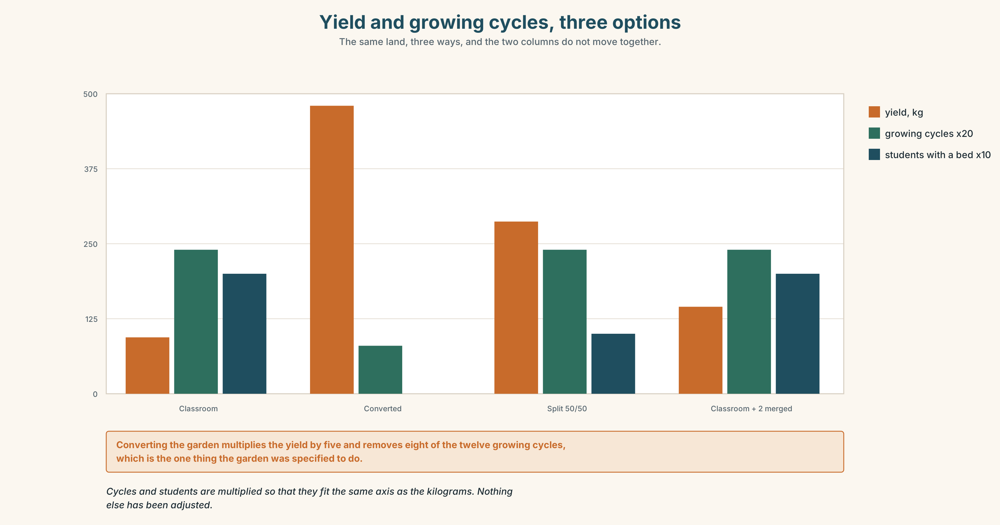 Yield and growing cycles, three options
The same land, three ways, and the two columns do not move together.
500
375
250
125
0
yield, kg
growing cycles x20
students with a bed x10
Classroom
Converted
Split 50/50
Classroom + 2 merged
Converting the garden multiplies the yield by five and removes eight of the twelve growing cycles,
which is the one thing the garden was specified to do.
Cycles and students are multiplied so that they fit the same axis as the kilograms. Nothing
else has been adjusted.